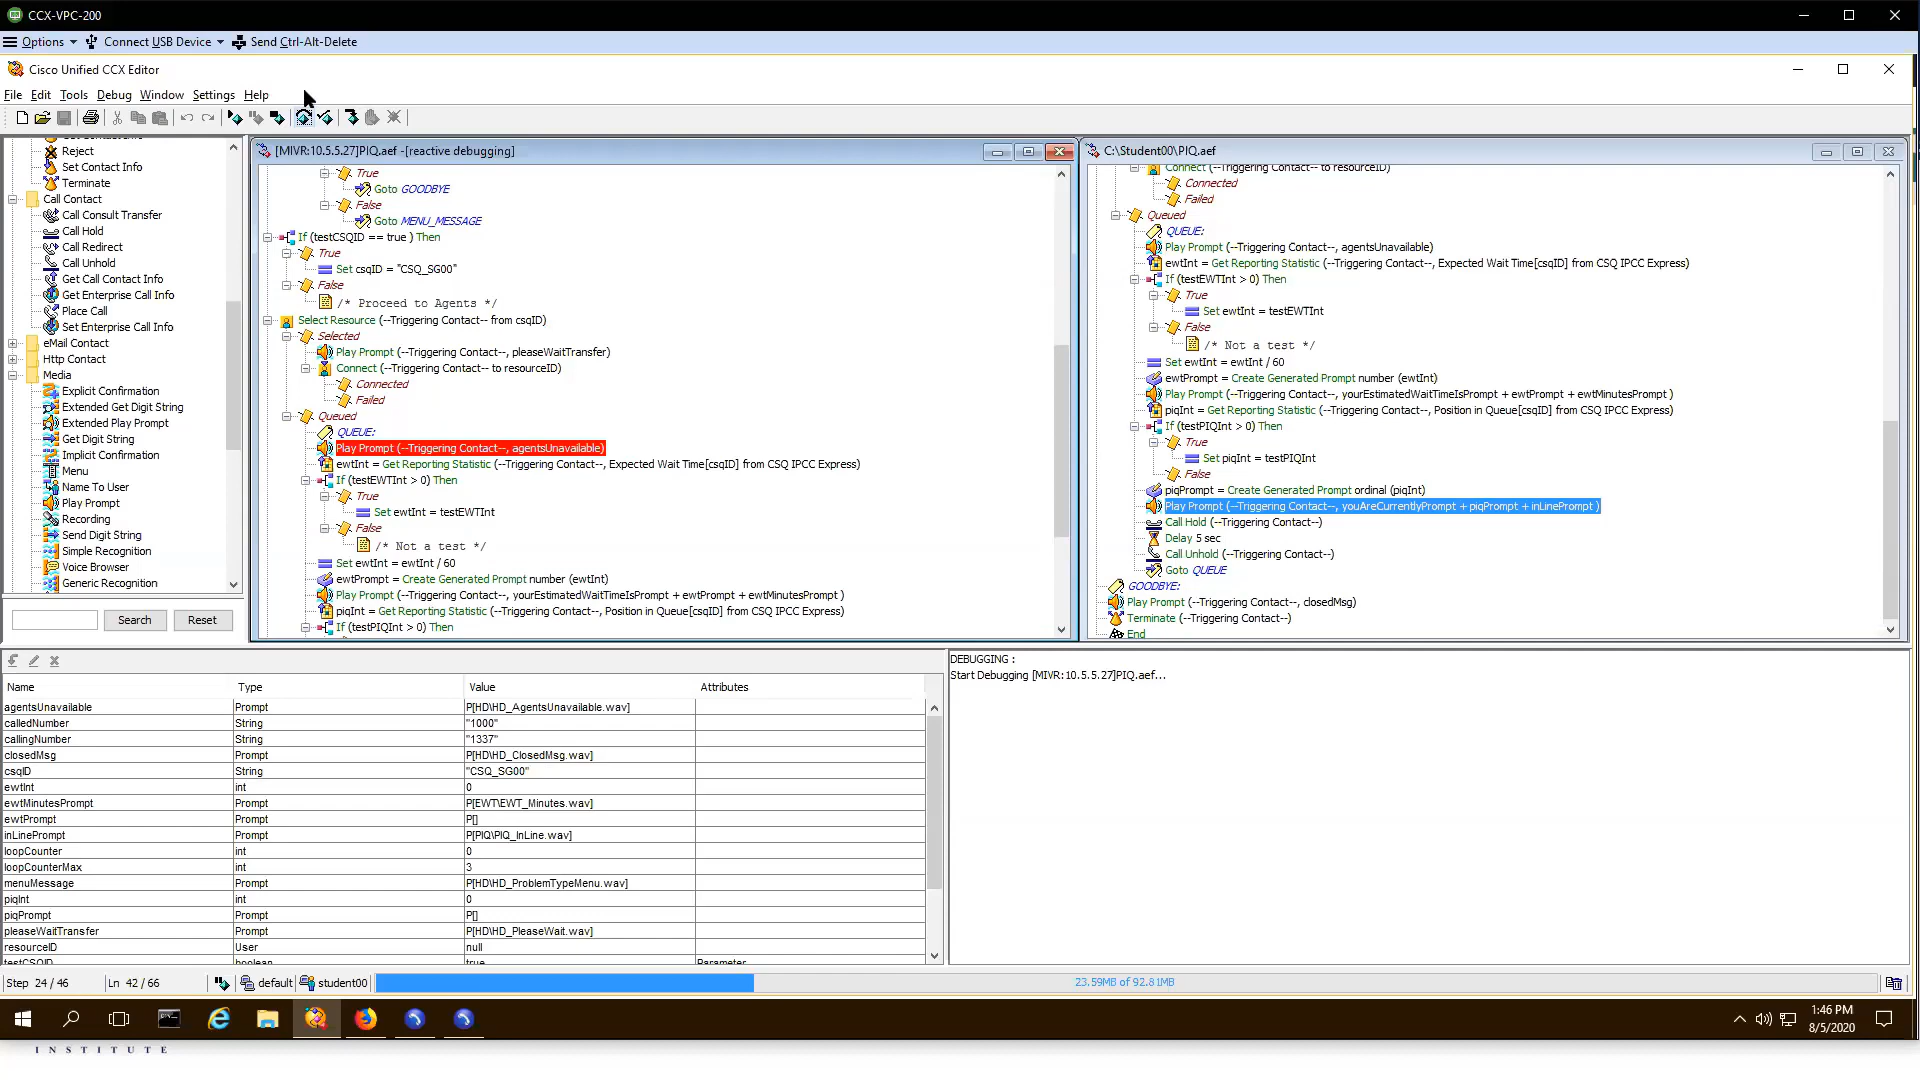 CCX-VPC-200
Options Connect USB Device Send Ctrl-Alt-Delete
Cisco Unified CCX Editor
File Edit Tools Debug Window Settings Help
Reject
Set Contact Info
Terminate
Call Contact
Call Consult Transfer
Call Hold
Call Redirect
Call Unhold
Get Call Contact Info
Get Enterprise Call Info
Place Call
Set Enterprise Call Info
eMail Contact
Http Contact
Media
Explicit Confirmation
Extended Get Digit String
Extended Play Prompt
Get Digit String
Implicit Confirmation
Menu
Name To User
Play Prompt
Recording
Send Digit String
Simple Recognition
Voice Browser
Generic Recognition
Search Reset
[MIVR:10.5.5.27]PIQ.aef -[reactive debugging]
True
Goto GOODBYE
False
Goto MENU_MESSAGE
If (testCSQID == true ) Then
True
Set csqID = "CSQ_SG00"
False
/* Proceed to Agents */
Select Resource (--Triggering Contact-- from csqID)
Selected
Play Prompt (--Triggering Contact--, pleaseWaitTransfer)
Connect (--Triggering Contact-- to resourceID)
Connected
Failed
Queued
QUEUE:
Play Prompt (--Triggering Contact--, agentsUnavailable)
ewtInt = Get Reporting Statistic (--Triggering Contact--, Expected Wait Time[csqID] from CSQ IPCC Express)
If (testEWTInt > 0) Then
True
Set ewtInt = testEWTInt
False
/* Not a test */
Set ewtInt = ewtInt / 60
ewtPrompt = Create Generated Prompt number (ewtInt)
Play Prompt (--Triggering Contact--, yourEstimatedWaitTimeIsPrompt + ewtPrompt + ewtMinutesPrompt )
piqInt = Get Reporting Statistic (--Triggering Contact--, Position in Queue[csqID] from CSQ IPCC Express)
If (testPIQInt > 0) Then
C:\Student00\PIQ.aef
Connect (--Triggering Contact-- to resourceID)
Connected
Failed
Queued
QUEUE:
Play Prompt (--Triggering Contact--, agentsUnavailable)
ewtInt = Get Reporting Statistic (--Triggering Contact--, Expected Wait Time[csqID] from CSQ IPCC Express)
If (testEWTInt > 0) Then
True
Set ewtInt = testEWTInt
False
/* Not a test */
Set ewtInt = ewtInt / 60
ewtPrompt = Create Generated Prompt number (ewtInt)
Play Prompt (--Triggering Contact--, yourEstimatedWaitTimeIsPrompt + ewtPrompt + ewtMinutesPrompt )
piqInt = Get Reporting Statistic (--Triggering Contact--, Position in Queue[csqID] from CSQ IPCC Express)
If (testPIQInt > 0) Then
True
Set piqInt = testPIQInt
False
piqPrompt = Create Generated Prompt ordinal (piqInt)
Play Prompt (--Triggering Contact--, youAreCurrentlyPrompt + piqPrompt + inLinePrompt )
Call Hold (--Triggering Contact--)
Delay 5 sec
Call Unhold (--Triggering Contact--)
Goto QUEUE
GOODBYE:
Play Prompt (--Triggering Contact--, closedMsg)
Terminate (--Triggering Contact--)
End
Name Type Value Attributes
agentsUnavailable Prompt P[HD\HD_AgentsUnavailable.wav]
calledNumber String "1000"
callingNumber String "1337"
closedMsg Prompt P[HD\HD_ClosedMsg.wav]
csqID String "CSQ_SG00"
ewtInt int 0
ewtMinutesPrompt Prompt P[EWT\EWT_Minutes.wav]
ewtPrompt Prompt P[]
inLinePrompt Prompt P[PIQ\PIQ_InLine.wav]
loopCounter int 0
loopCounterMax int 3
menuMessage Prompt P[HD\HD_ProblemTypeMenu.wav]
piqInt int 0
piqPrompt Prompt P[]
pleaseWaitTransfer Prompt P[HD\HD_PleaseWait.wav]
resourceID User null
testCSQID boolean true Parameter
DEBUGGING :
Start Debugging [MIVR:10.5.5.27]PIQ.aef...
Step 24 / 46 Ln 42 / 66 default student00 23.59MB of 92.81MB
1:46 PM
8/5/2020
INSTITUTE